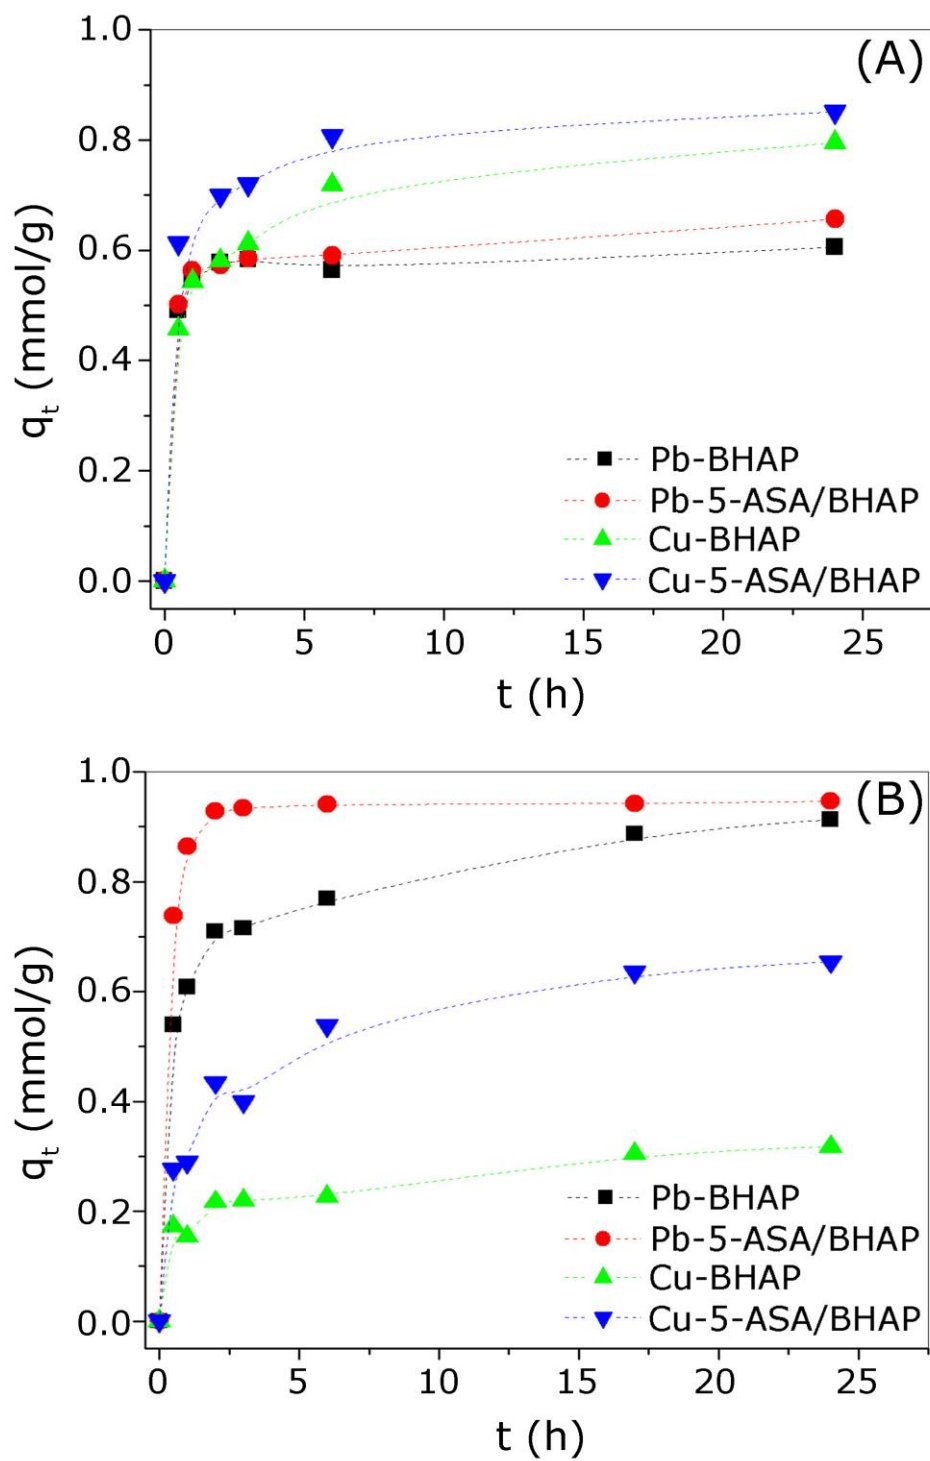 (A)
1.0
0.8
0.6
0.4
0.2
0.0
q_t (mmol/g)
Pb-BHAP
Pb-5-ASA/BHAP
Cu-BHAP
Cu-5-ASA/BHAP
0 5 10 15 20 25
t (h)
(B)
1.0
0.8
0.6
0.4
0.2
0.0
q_t (mmol/g)
Pb-BHAP
Pb-5-ASA/BHAP
Cu-BHAP
Cu-5-ASA/BHAP
0 5 10 15 20 25
t (h)